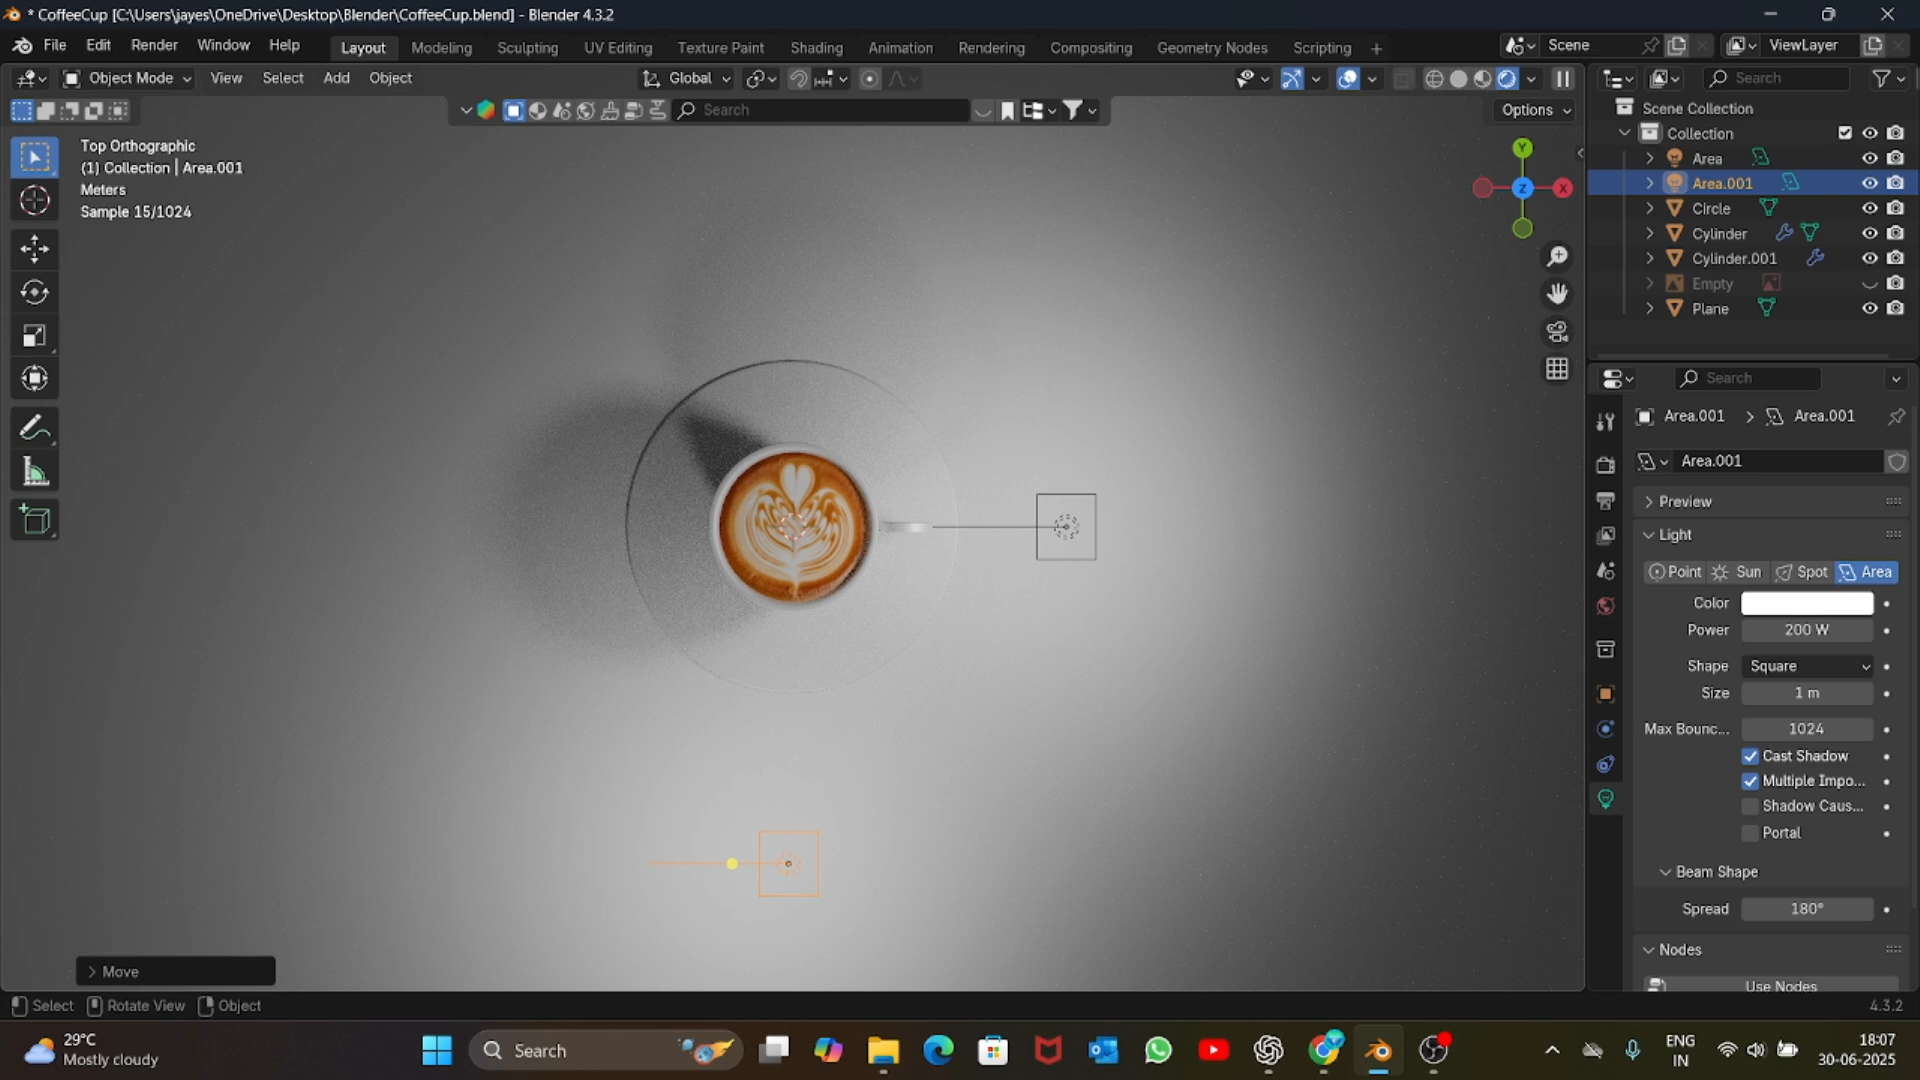 * CoffeeCup [C:\Users\jayes\OneDrive\Desktop\Blender\CoffeeCup.blend] - Blender 4.3.2
File Edit Render Window Help Layout Modeling Sculpting UV Editing Texture Paint Shading Animation Rendering Compositing Geometry Nodes Scripting + Scene ViewLayer
Object Mode View Select Add Object Global Search
Search Options
Scene Collection
Collection
Area
Area.001
Circle
Cylinder
Cylinder.001
Empty
Plane
Top Orthographic
(1) Collection | Area.001
Meters
Sample 15/1024
Y
Z X
Search
Area.001 > Area.001
Area.001
Preview
Light
Point Sun Spot Area
Color
Power 200 W
Shape Square
Size 1 m
Max Bounc... 1024
Cast Shadow
Multiple Impo...
Shadow Caus...
Portal
Beam Shape
Spread 180°
Nodes
Use Nodes
> Move
Select Rotate View Object 4.3.2
29°C
Mostly cloudy
Search
ENG
IN
18:07
30-06-2025